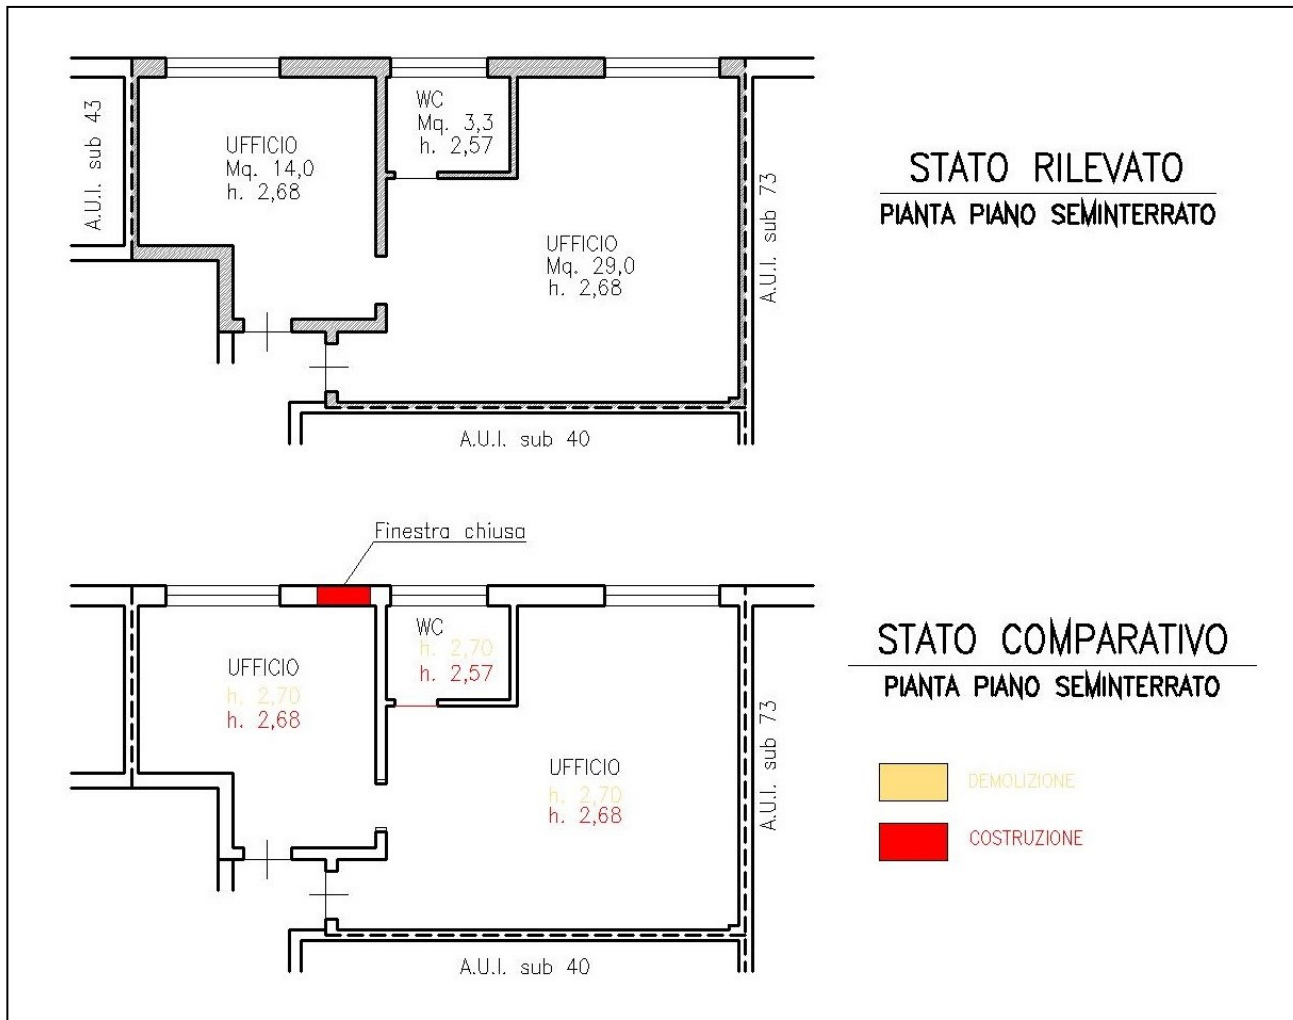 A.U.I. sub 43
UFFICIO
Mq. 14,0
h. 2,68
WC
Mq. 3,3
h. 2,57
UFFICIO
Mq. 29,0
h. 2,68
A.U.I. sub 73
A.U.I. sub 40
STATO RILEVATO
PIANTA PIANO SEMINTERRATO
Finestra chiusa
UFFICIO
h. 2,70
h. 2,68
WC
h. 2,70
h. 2,57
UFFICIO
h. 2,70
h. 2,68
A.U.I. sub 73
A.U.I. sub 40
STATO COMPARATIVO
PIANTA PIANO SEMINTERRATO
DEMOLIZIONE
COSTRUZIONE